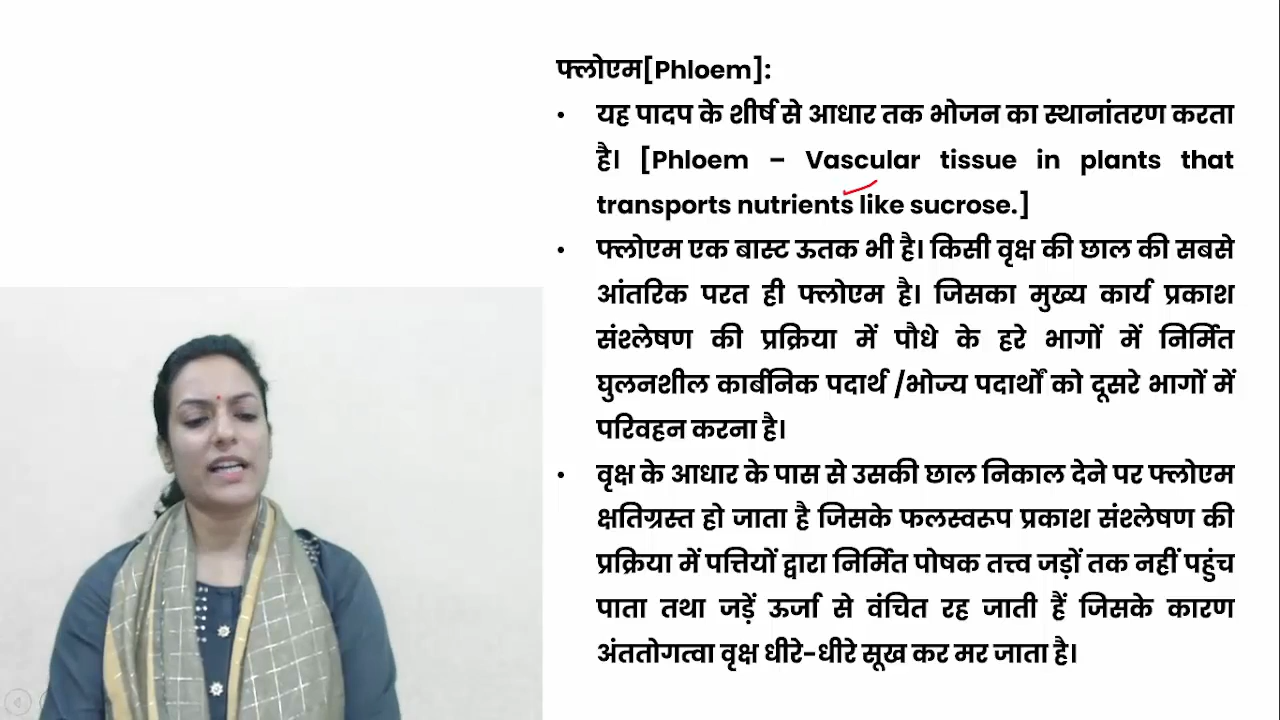 फ्लोएम[Phloem]:
• यह पादप के शीर्ष से आधार तक भोजन का स्थानांतरण करता
है। [Phloem – Vascular tissue in plants that
transports nutrients like sucrose.]
• फ्लोएम एक बास्ट ऊतक भी है। किसी वृक्ष की छाल की सबसे
आंतरिक परत ही फ्लोएम है। जिसका मुख्य कार्य प्रकाश
संश्लेषण की प्रक्रिया में पौधे के हरे भागों में निर्मित
घुलनशील कार्बनिक पदार्थ /भोज्य पदार्थों को दूसरे भागों में
परिवहन करना है।
• वृक्ष के आधार के पास से उसकी छाल निकाल देने पर फ्लोएम
क्षतिग्रस्त हो जाता है जिसके फलस्वरूप प्रकाश संश्लेषण की
प्रक्रिया में पत्तियों द्वारा निर्मित पोषक तत्त्व जड़ों तक नहीं पहुंच
पाता तथा जड़ें ऊर्जा से वंचित रह जाती हैं जिसके कारण
अंततोगत्वा वृक्ष धीरे-धीरे सूख कर मर जाता है।